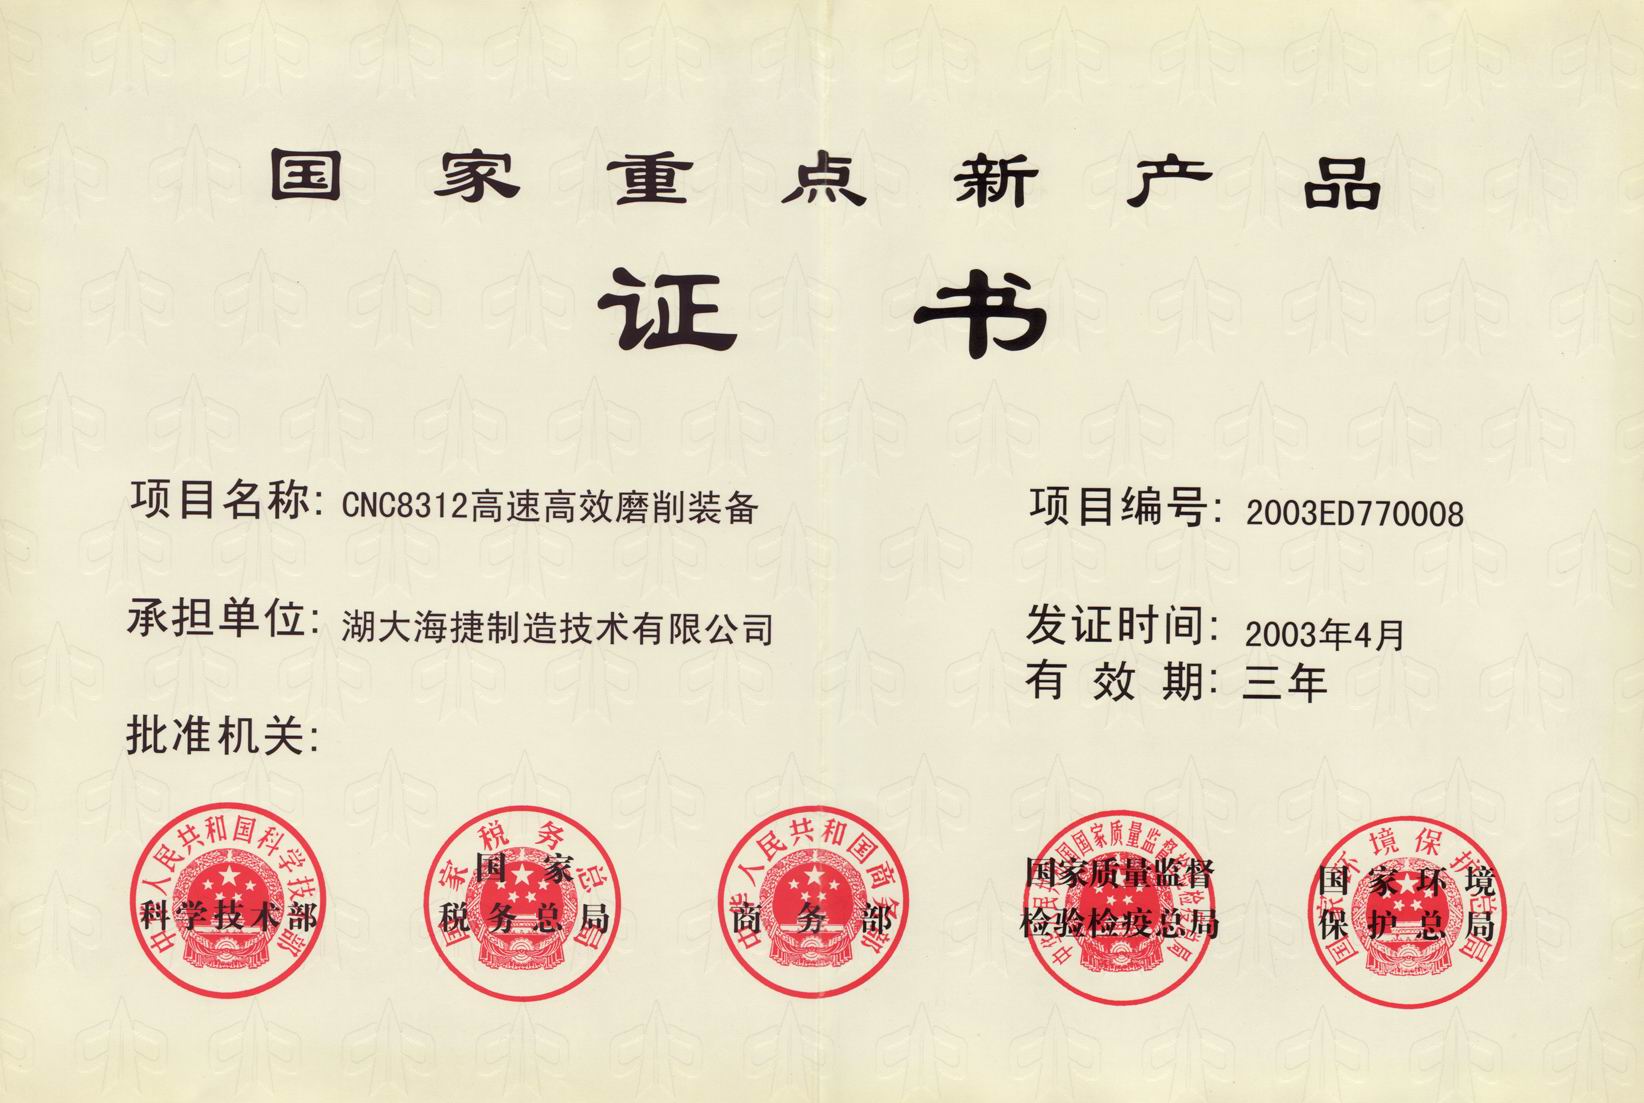 国家重点新产品
证书
项目名称: CNC8312高速高效磨削装备
项目编号: 2003ED770008
承担单位: 湖大海捷制造技术有限公司
发证时间: 2003年4月
有效期: 三年
批准机关:
中华人民共和国科学技术部
科学技术部
国家税务总局
国家
税务总局
中华人民共和国商务部
商务部
国家质量监督
检验检疫总局
国家环境保护总局
国家环境
保护总局